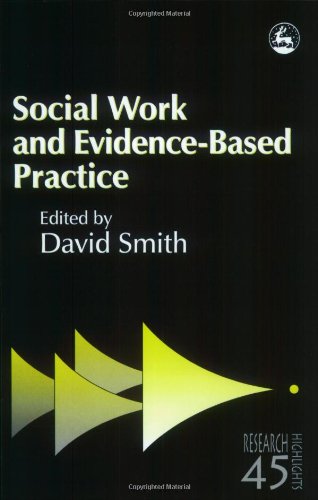 Social Work
and Evidence-Based
Practice
Edited by
David Smith
RESEARCH
HIGHLIGHTS
45